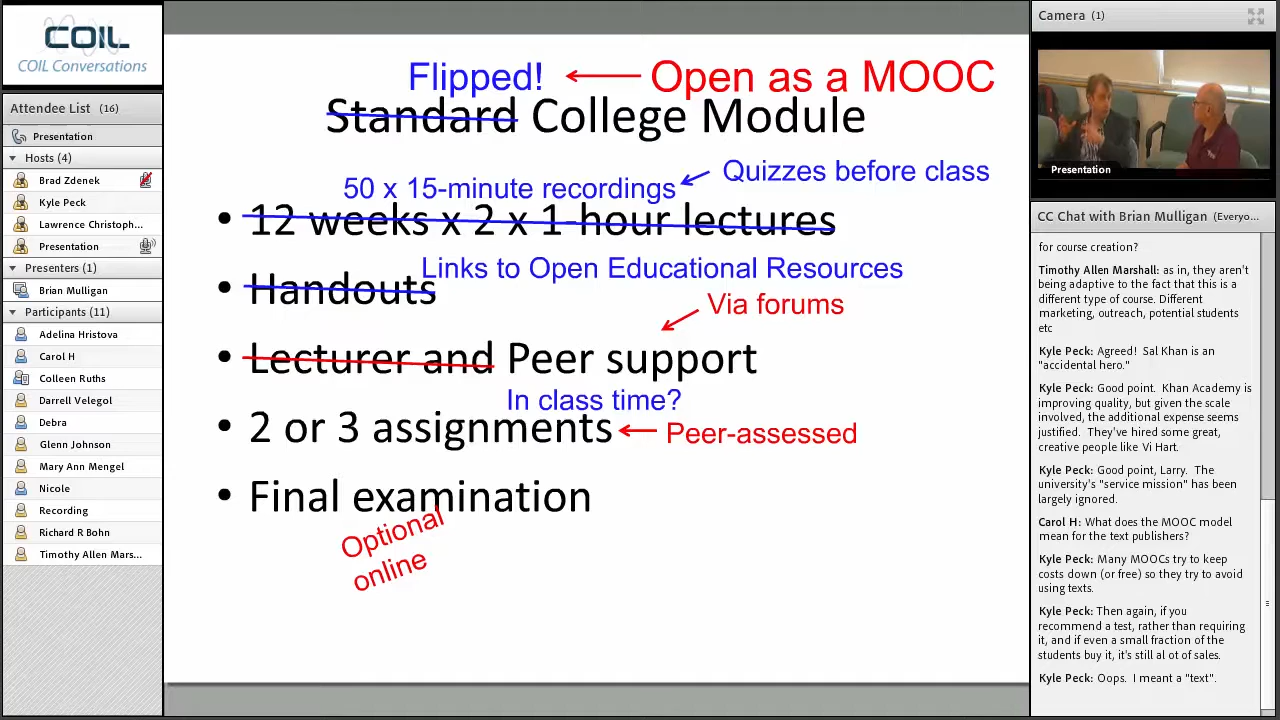 COIL
COIL Conversations
Attendee List (16)
Presentation
Hosts (4)
Brad Zdenek
Kyle Peck
Lawrence Christoph...
Presentation
Presenters (1)
Brian Mulligan
Participants (11)
Adelina Hristova
Carol H
Colleen Ruths
Darrell Velegol
Debra
Glenn Johnson
Mary Ann Mengel
Nicole
Recording
Richard R Bohn
Timothy Allen Mars...
Flipped!
Open as a MOOC
Standard College Module
Quizzes before class
50 x 15-minute recordings
12 weeks x 2 x 1-hour lectures
Links to Open Educational Resources
Handouts
Via forums
Lecturer and Peer support
In class time?
2 or 3 assignments
Peer-assessed
Final examination
Optional
online
Camera (1)
Presentation
CC Chat with Brian Mulligan (Everyo...
for course creation?
Timothy Allen Marshall: as in, they aren't
being adaptive to the fact that this is a
different type of course. Different
marketing, outreach, potential students
etc
Kyle Peck: Agreed! Sal Khan is an
"accidental hero."
Kyle Peck: Good point. Khan Academy is
improving quality, but given the scale
involved, the additional expense seems
justified. They've hired some great,
creative people like Vi Hart.
Kyle Peck: Good point, Larry. The
university's "service mission" has been
largely ignored.
Carol H: What does the MOOC model
mean for the text publishers?
Kyle Peck: Many MOOCs try to keep
costs down (or free) so they try to avoid
using texts.
Kyle Peck: Then again, if you
recommend a test, rather than requiring
it, and if even a small fraction of the
students buy it, it's still al ot of sales.
Kyle Peck: Oops. I meant a "text".